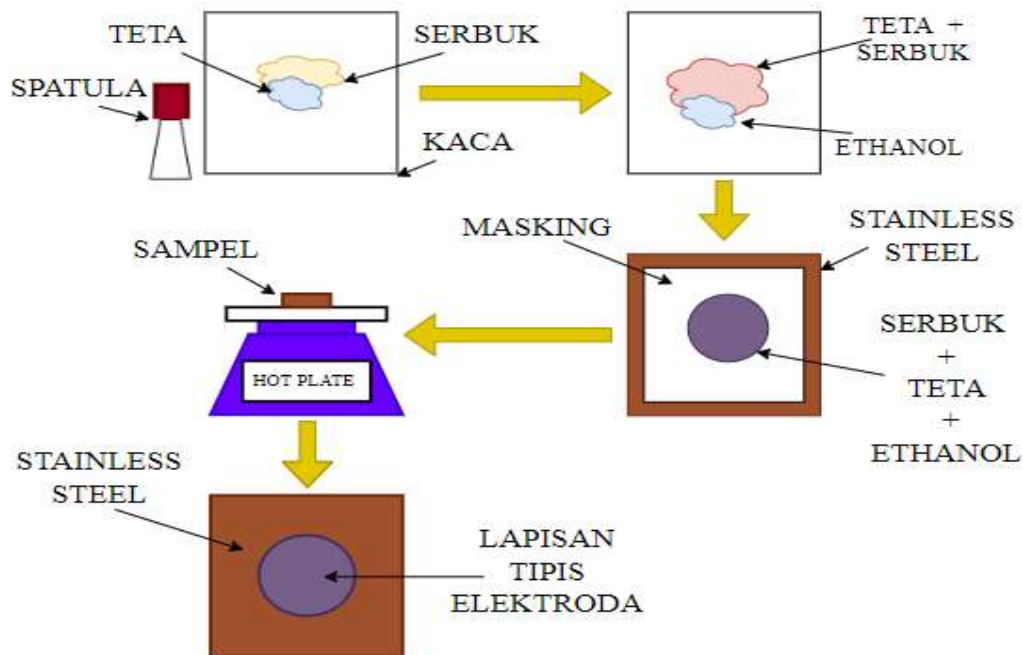 TETA
SERBUK
SPATULA
KACA
TETA +
SERBUK
ETHANOL
MASKING
STAINLESS
STEEL
SERBUK
+
TETA
+
ETHANOL
SAMPEL
HOT PLATE
STAINLESS
STEEL
LAPISAN
TIPIS
ELEKTRODA